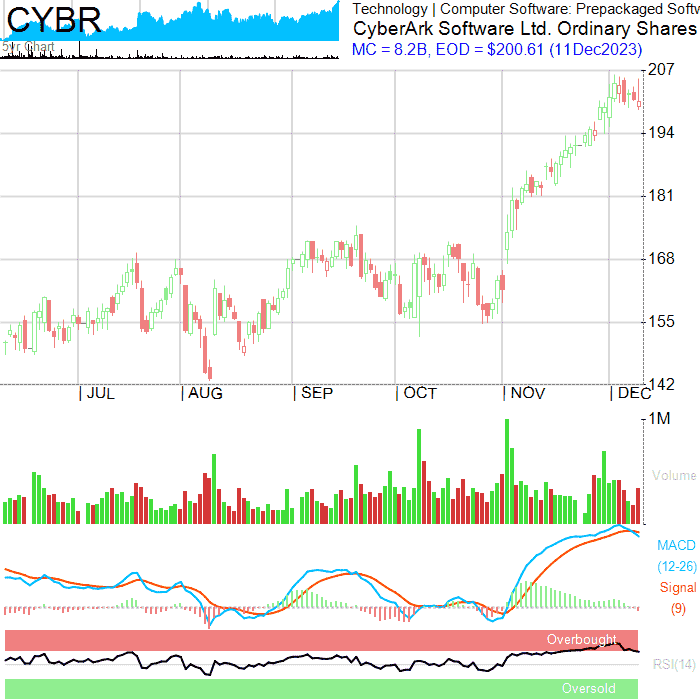 CYBR
5yr Chart
Technology | Computer Software: Prepackaged Softw
CyberArk Software Ltd. Ordinary Shares
MC = 8.2B, EOD = $200.61 (11Dec2023)
207
194
181
168
155
142
JUL
AUG
SEP
OCT
NOV
DEC
1M
Volume
MACD
(12-26)
Signal
(9)
Overbought
RSI(14)
Oversold